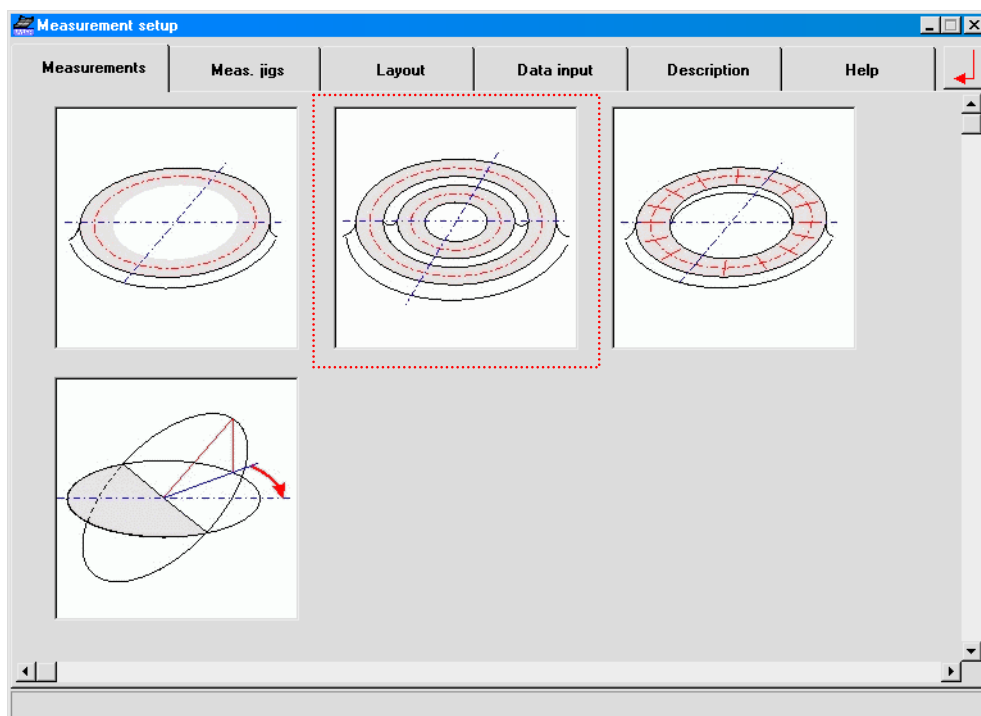 Measurement setup
Measurements
Meas. jigs
Layout
Data input
Description
Help